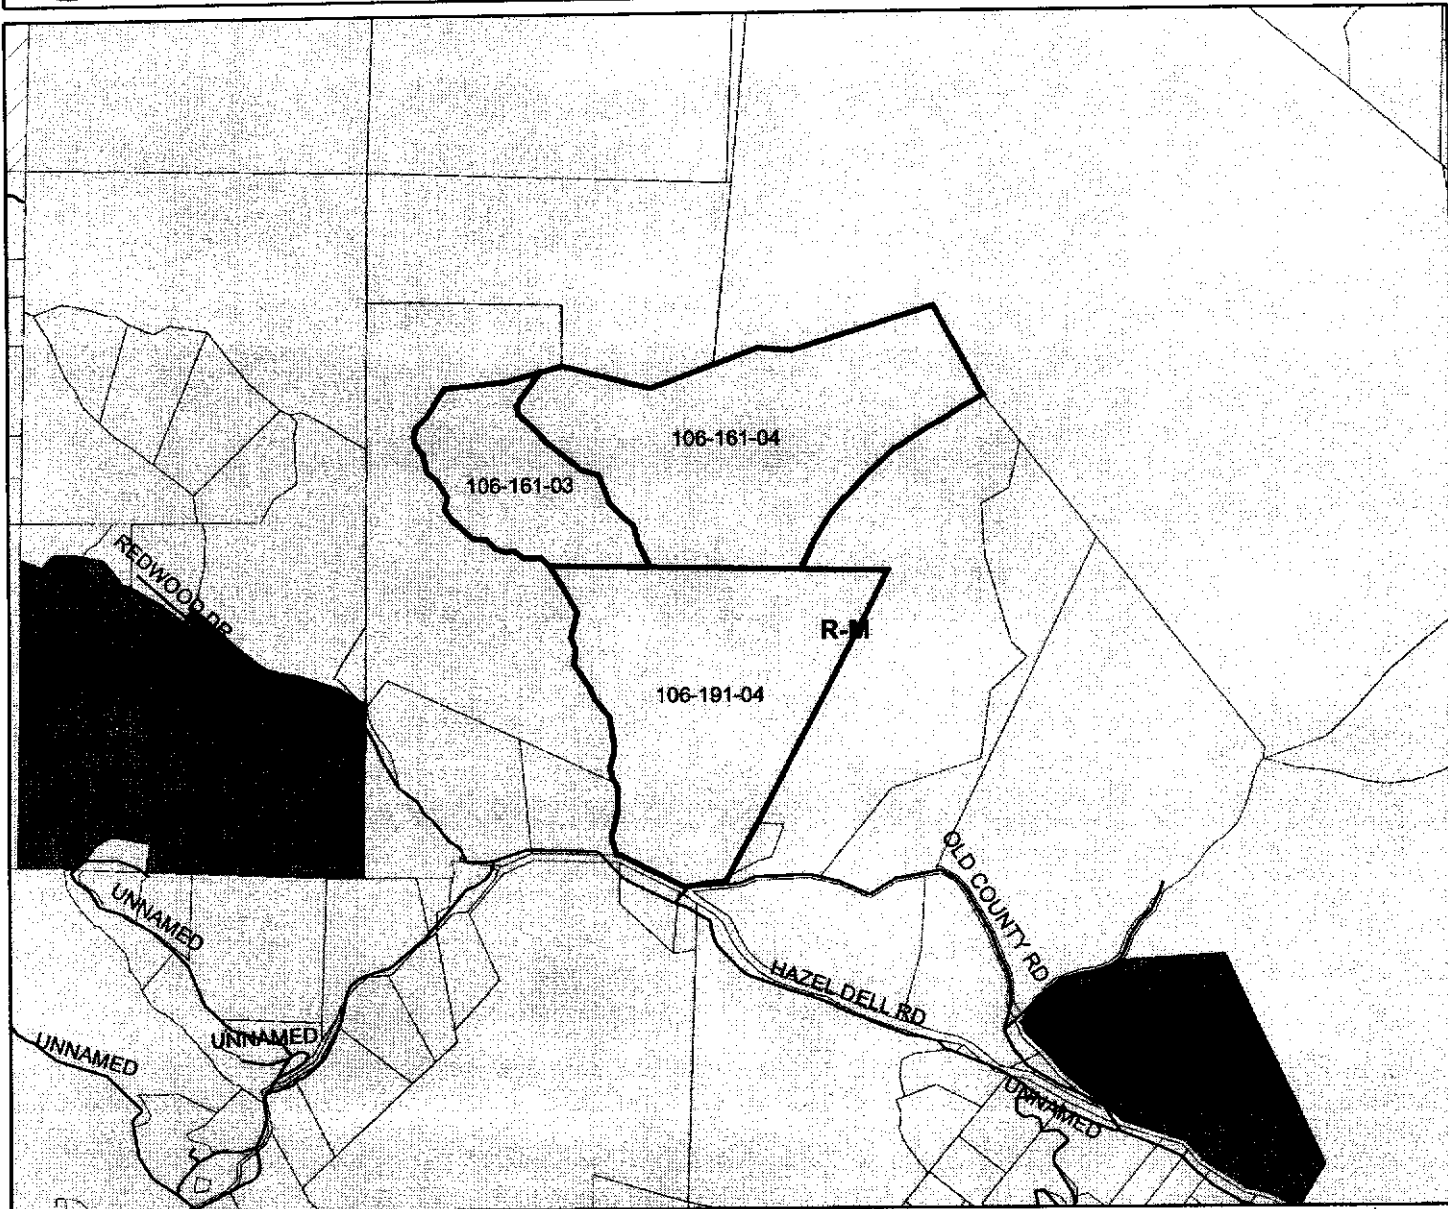 106-161-04
106-161-03
REDWOOD DR
R-M
106-191-04
OLD COUNTY RD
UNNAMED
HAZEL DELL RD
UNNAMED
UNNAMED
UNNAMED